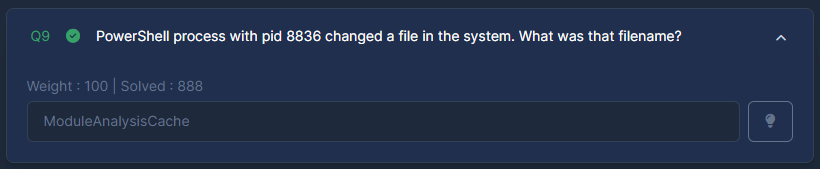 Q9 PowerShell process with pid 8836 changed a file in the system. What was that filename?
Weight : 100 | Solved : 888
ModuleAnalysisCache